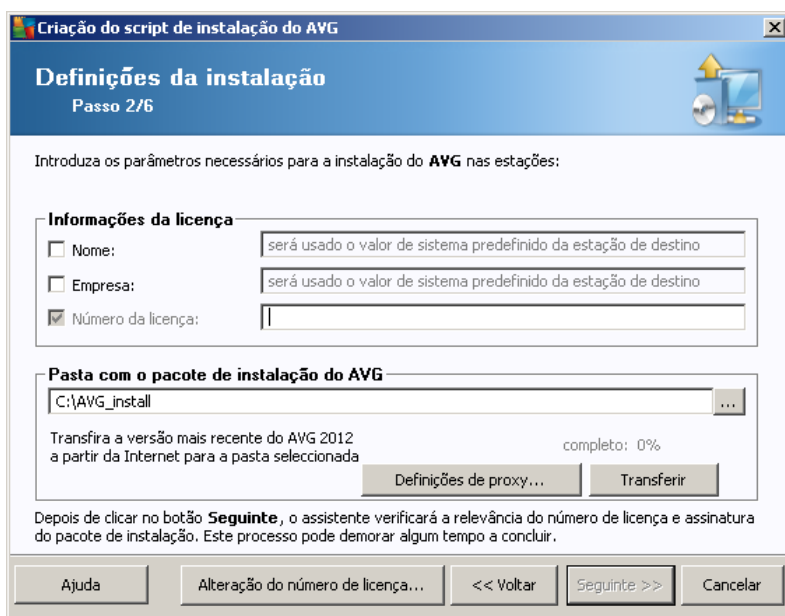 Criação do script de instalação do AVG
Definições da instalação
Passo 2/6
Introduza os parâmetros necessários para a instalação do AVG nas estações:
Informações da licença
Nome: será usado o valor de sistema predefinido da estação de destino
Empresa: será usado o valor de sistema predefinido da estação de destino
Número da licença:
Pasta com o pacote de instalação do AVG
C:\AVG_install ...
Transfira a versão mais recente do AVG 2012
a partir da Internet para a pasta seleccionada
completo: 0%
Definições de proxy... Transferir
Depois de clicar no botão Seguinte, o assistente verificará a relevância do número de licença e assinatura
do pacote de instalação. Este processo pode demorar algum tempo a concluir.
Ajuda Alteração do número de licença... << Voltar Seguinte >> Cancelar